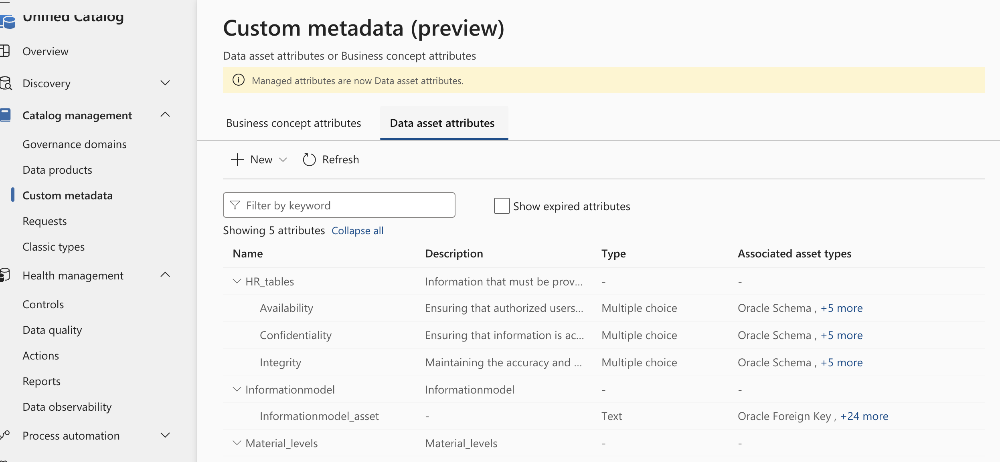 Unified Catalog
Overview
Discovery
Catalog management
Governance domains
Data products
Custom metadata
Requests
Classic types
Health management
Controls
Data quality
Actions
Reports
Data observability
Process automation
Custom metadata (preview)
Data asset attributes or Business concept attributes
Managed attributes are now Data asset attributes.
Business concept attributes Data asset attributes
New Refresh
Filter by keyword Show expired attributes
Showing 5 attributes Collapse all
Name Description Type Associated asset types
HR_tables Information that must be prov... - -
Availability Ensuring that authorized users... Multiple choice Oracle Schema , +5 more
Confidentiality Ensuring that information is ac... Multiple choice Oracle Schema , +5 more
Integrity Maintaining the accuracy and ... Multiple choice Oracle Schema , +5 more
Informationmodel Informationmodel - -
Informationmodel_asset - Text Oracle Foreign Key , +24 more
Material_levels Material_levels - -